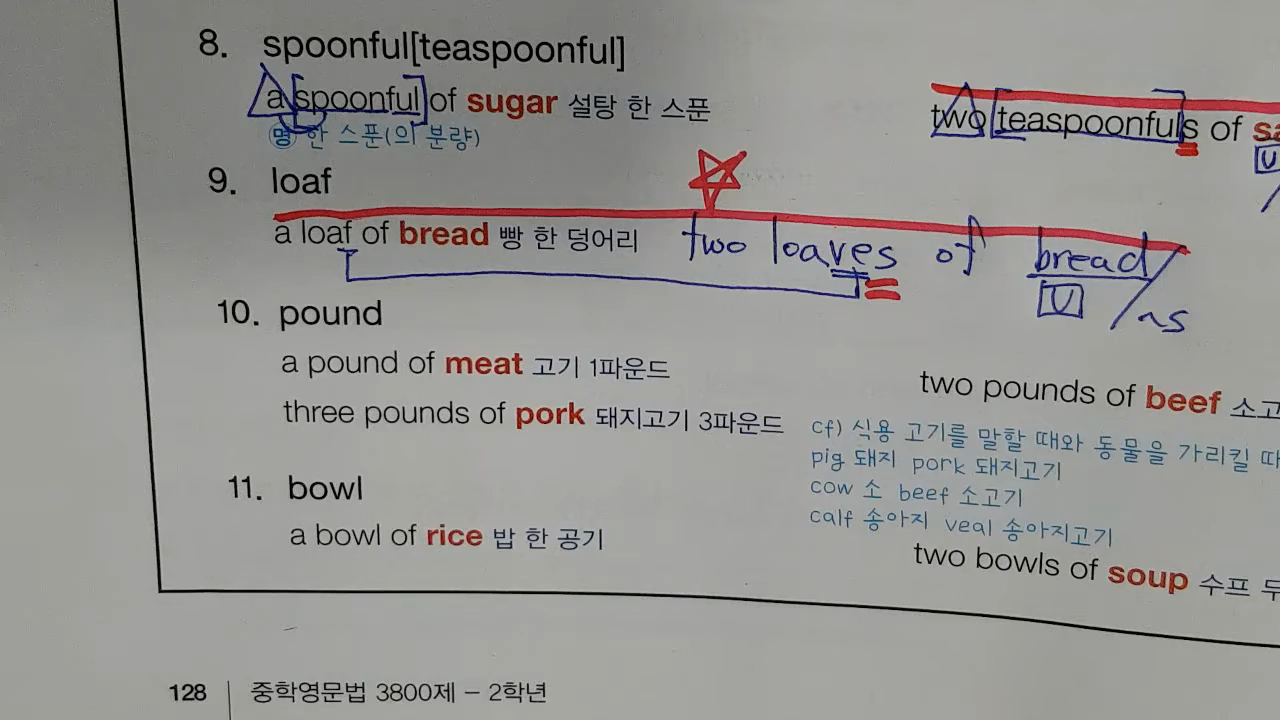 8. spoonful[teaspoonful]
a spoonful of sugar 설탕 한 스푼
two teaspoonfuls of
명 한 스푼(의 분량)
U
9. loaf
a loaf of bread 빵 한 덩어리 two loaves of bread
U
10. pound
a pound of meat 고기 1파운드
two pounds of beef 소고
three pounds of pork 돼지고기 3파운드
cf) 식용 고기를 말할 때와 동물을 가리킬
pig 돼지 pork 돼지고기
cow 소 beef 소고기
calf 송아지 veal 송아지고기
11. bowl
a bowl of rice 밥 한 공기
two bowls of soup 수프
128 중학영문법 3800제 – 2학년